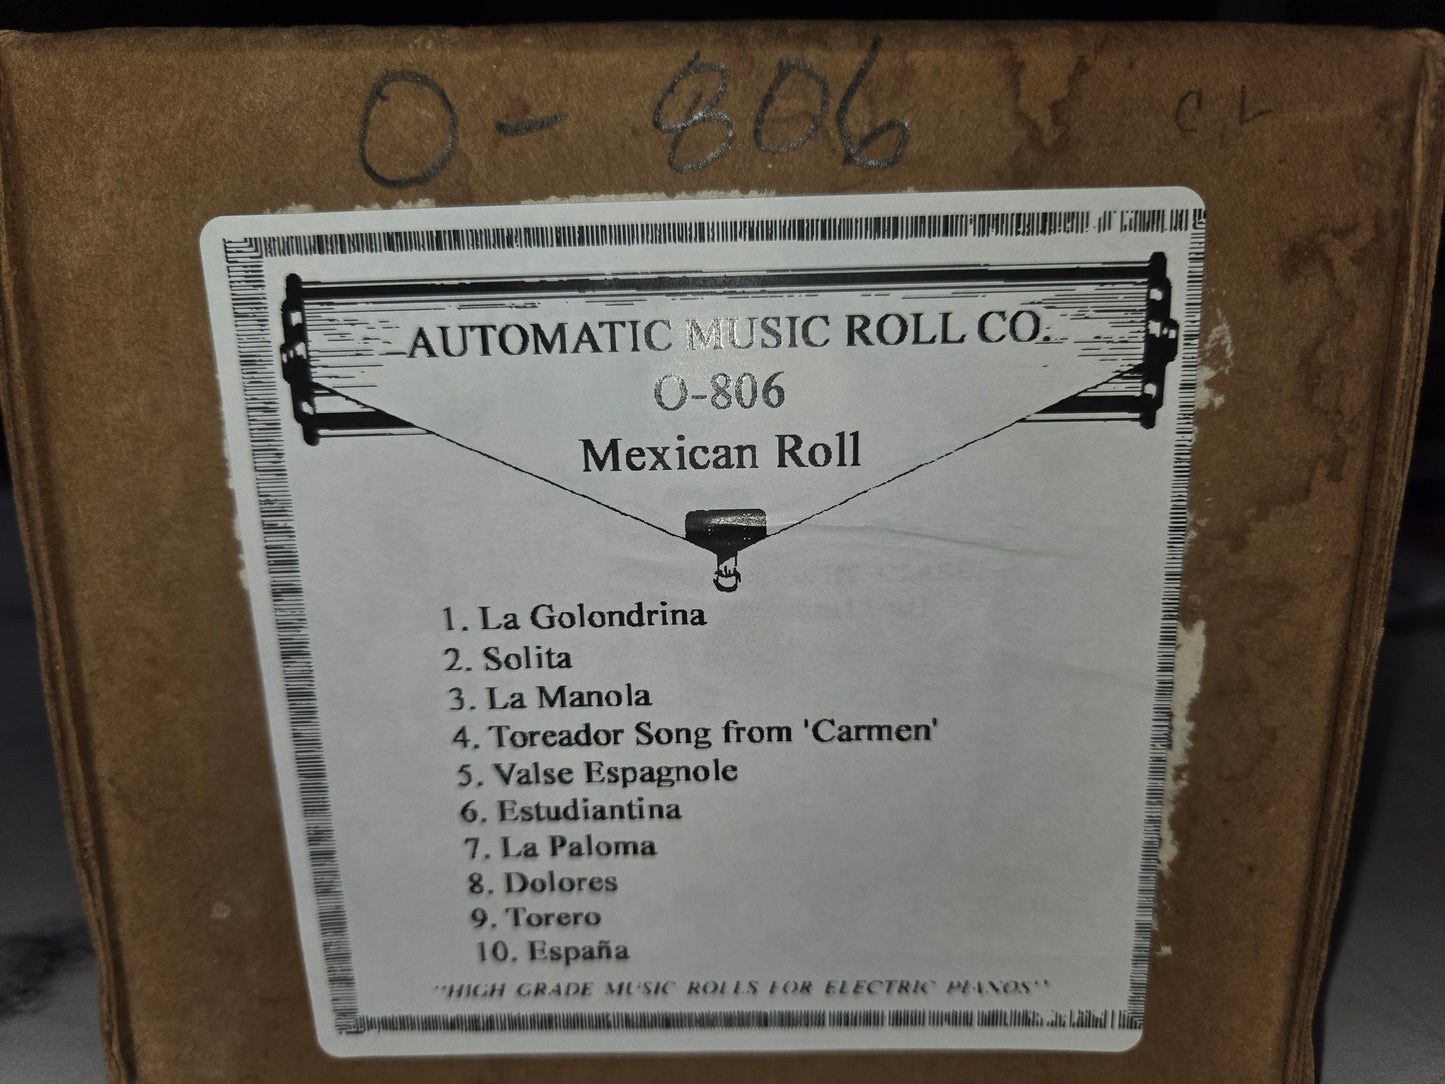 O-806
CL
AUTOMATIC MUSIC ROLL CO.
O-806
Mexican Roll
1. La Golondrina
2. Solita
3. La Manola
4. Toreador Song from 'Carmen'
5. Valse Espagnole
6. Estudiantina
7. La Paloma
8. Dolores
9. Torero
10. España
"HIGH GRADE MUSIC ROLLS FOR ELECTRIC PIANOS"